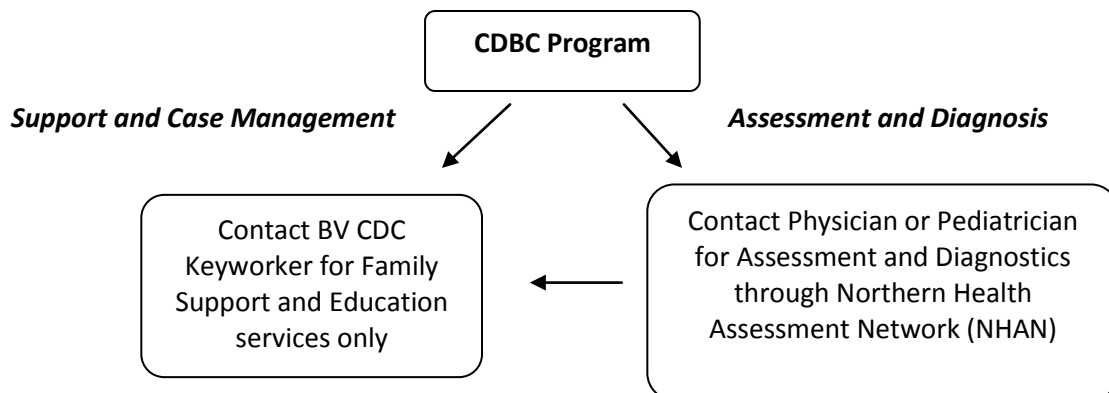 CDBC Program
Support and Case Management
Assessment and Diagnosis
Contact BV CDC
Keyworker for Family
Support and Education
services only
Contact Physician or Pediatrician
for Assessment and Diagnostics
through Northern Health
Assessment Network (NHAN)